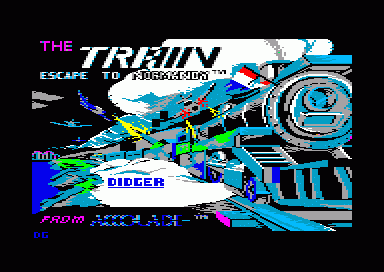 THE
TRAIN
ESCAPE TO NORMANDY™
DIDGER
FROM
DG